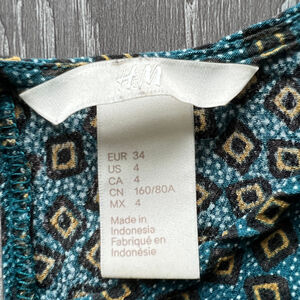 H&M
EUR 34
US 4
CA 4
CN 160/80A
MX 4
Made in
Indonesia
Fabriqué en
Indonésie